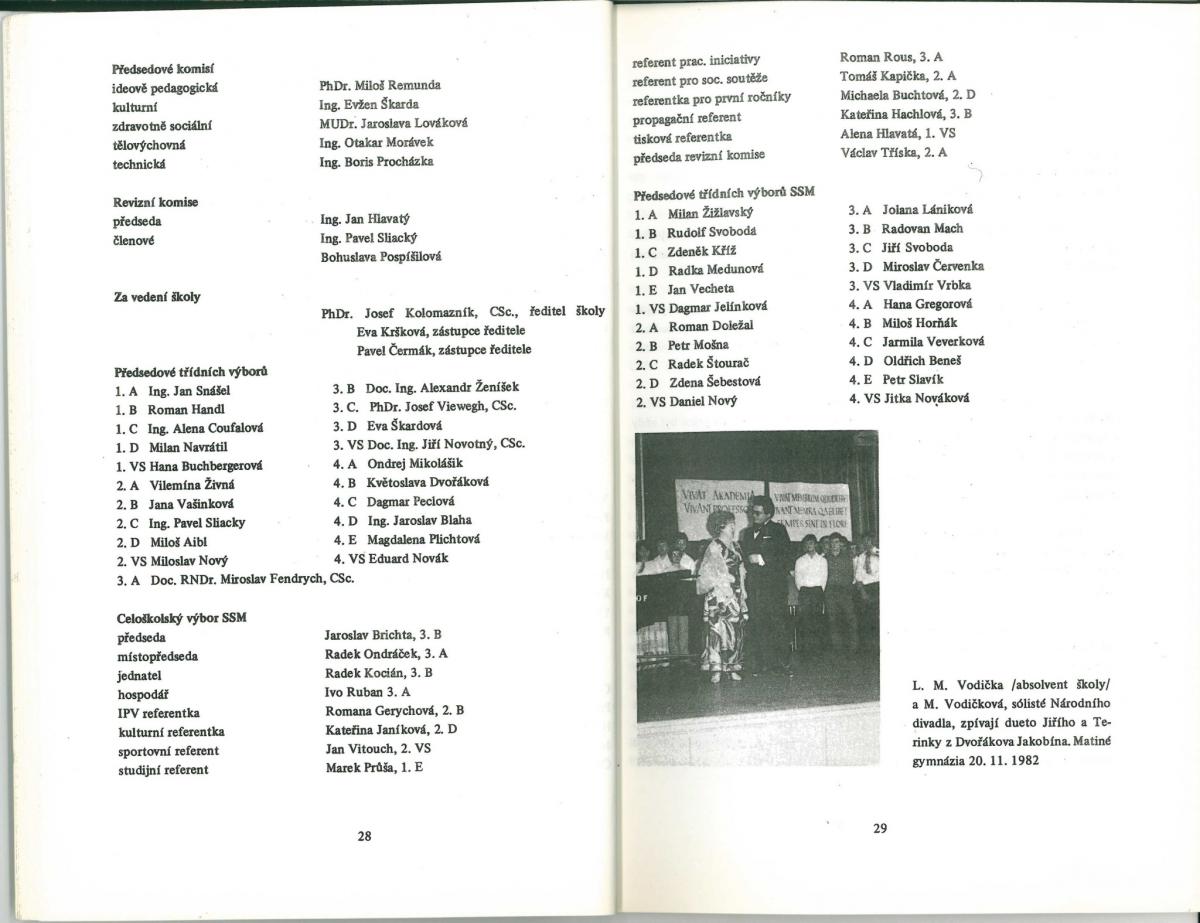 Předsedové komisí
ideově pedagogická PhDr. Miloš Remunda
kulturní Ing. Evžen Škarda
zdravotně sociální MUDr. Jaroslava Lováková
tělovýchovná Ing. Otakar Morávek
technická Ing. Boris Procházka
Revizní komise
předseda Ing. Jan Hlavatý
členové Ing. Pavel Sliacký
Bohuslava Pospíšilová
Za vedení školy
PhDr. Josef Kolomazník, CSc., ředitel školy
Eva Kršková, zástupce ředitele
Pavel Čermák, zástupce ředitele
Předsedové třídních výborů
1. A Ing. Jan Snášel
1. B Roman Handl
1. C Ing. Alena Coufalová
1. D Milan Navrátil
1. VS Hana Buchbergerová
2. A Vilemína Živná
2. B Jana Vašinková
2. C Ing. Pavel Sliacky
2. D Miloš Aibl
2. VS Miloslav Nový
3. A Doc. RNDr. Miroslav Fendrych, CSc.
3. B Doc. Ing. Alexandr Ženíšek
3. C. PhDr. Josef Viewegh, CSc.
3. D Eva Škardová
3. VS Doc. Ing. Jiří Novotný, CSc.
4. A Ondrej Mikolášik
4. B Květoslava Dvořáková
4. C Dagmar Peclová
4. D Ing. Jaroslav Blaha
4. E Magdalena Plichtová
4. VS Eduard Novák
Celoškolský výbor SSM
předseda Jaroslav Brichta, 3. B
místopředseda Radek Ondráček, 3. A
jednatel Radek Kocián, 3. B
hospodář Ivo Ruban 3. A
IPV referentka Romana Gerychová, 2. B
kulturní referentka Kateřina Janíková, 2. D
sportovní referent Jan Vitouch, 2. VS
studijní referent Marek Průša, 1. E
28
referent prac. iniciativy Roman Rous, 3. A
referent pro soc. soutěže Tomáš Kapička, 2. A
referentka pro první ročníky Michaela Buchtová, 2. D
propagační referent Kateřina Hachlová, 3. B
tisková referentka Alena Hlavatá, 1. VS
předseda revizní komise Václav Tříska, 2. A
Předsedové třídních výborů SSM
1. A Milan Žižlavský
1. B Rudolf Svoboda
1. C Zdeněk Kříž
1. D Radka Medunová
1. E Jan Vecheta
1. VS Dagmar Jelínková
2. A Roman Doležal
2. B Petr Mošna
2. C Radek Štourač
2. D Zdena Šebestová
2. VS Daniel Nový
3. A Jolana Lániková
3. B Radovan Mach
3. C Jiří Svoboda
3. D Miroslav Červenka
3. VS Vladimír Vrbka
4. A Hana Gregorová
4. B Miloš Horňák
4. C Jarmila Veverková
4. D Oldřich Beneš
4. E Petr Slavík
4. VS Jitka Nováková
VIVAT AKADEMIA
VIVANT
VIVAT MEMBRUM QUODLIBET
VIVANT MEMBRA QUAELIBET
SEMPER SINT IN FLORE
OF
L. M. Vodička /absolvent školy/
a M. Vodičková, sólisté Národního
divadla, zpívají dueto Jiřího a Te-
rinky z Dvořákova Jakobína. Matiné
gymnázia 20. 11. 1982
29